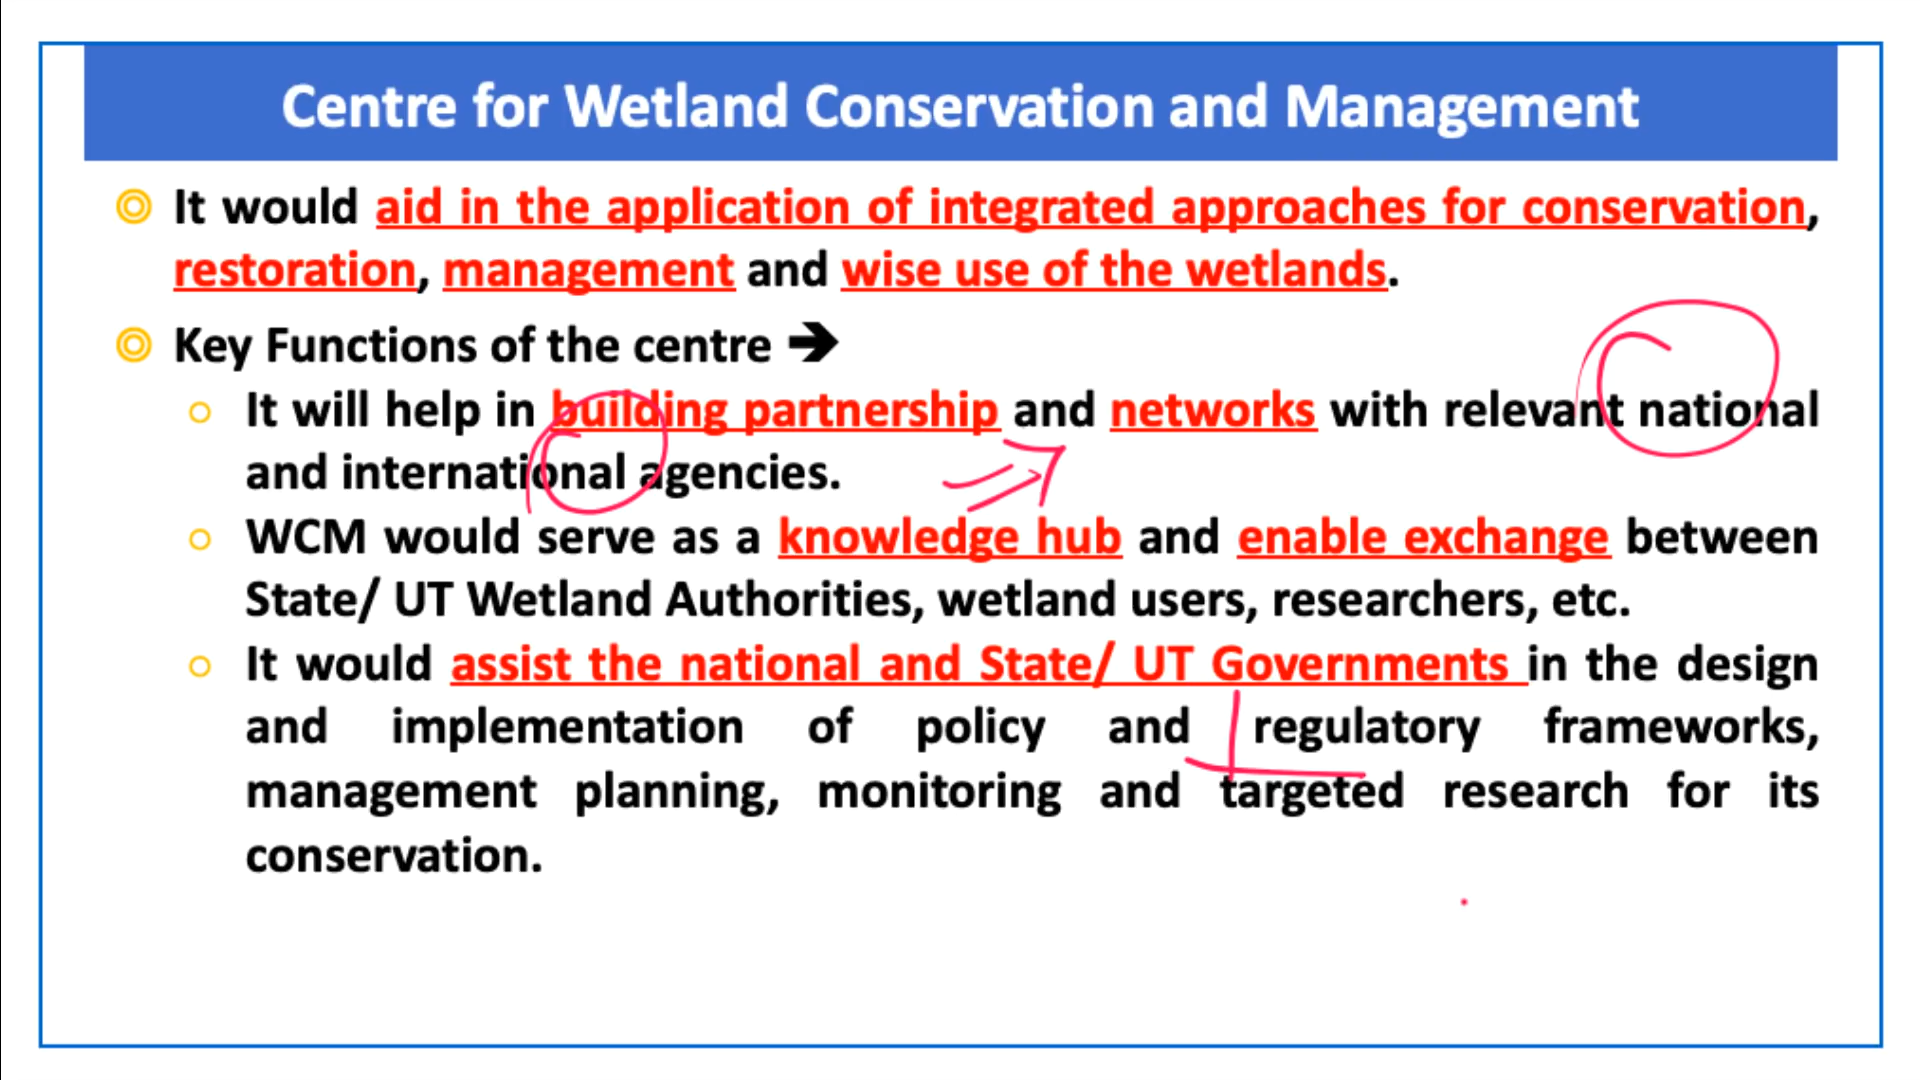 Centre for Wetland Conservation and Management
It would aid in the application of integrated approaches for conservation,
restoration, management and wise use of the wetlands.
Key Functions of the centre ➔
It will help in building partnership and networks with relevant national
and international agencies.
WCM would serve as a knowledge hub and enable exchange between
State/ UT Wetland Authorities, wetland users, researchers, etc.
It would assist the national and State/ UT Governments in the design
and implementation of policy and regulatory frameworks,
management planning, monitoring and targeted research for its
conservation.